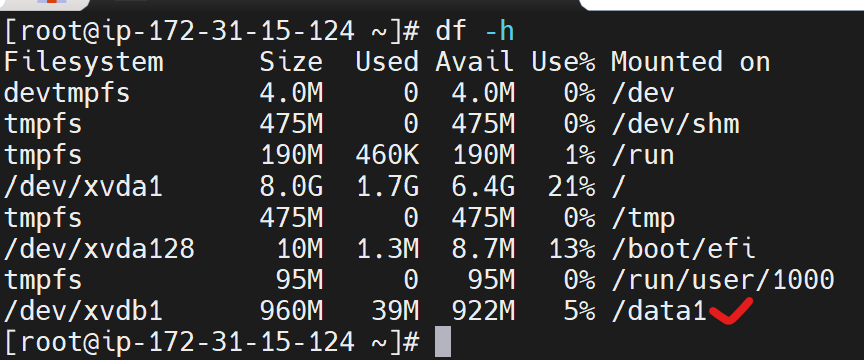 [root@ip-172-31-15-124 ~]# df -h
Filesystem      Size  Used Avail Use% Mounted on
devtmpfs        4.0M     0  4.0M   0% /dev
tmpfs           475M     0  475M   0% /dev/shm
tmpfs           190M  460K  190M   1% /run
/dev/xvda1      8.0G  1.7G  6.4G  21% /
tmpfs           475M     0  475M   0% /tmp
/dev/xvda128     10M  1.3M  8.7M  13% /boot/efi
tmpfs            95M     0   95M   0% /run/user/1000
/dev/xvdb1      960M   39M  922M   5% /data1
[root@ip-172-31-15-124 ~]#